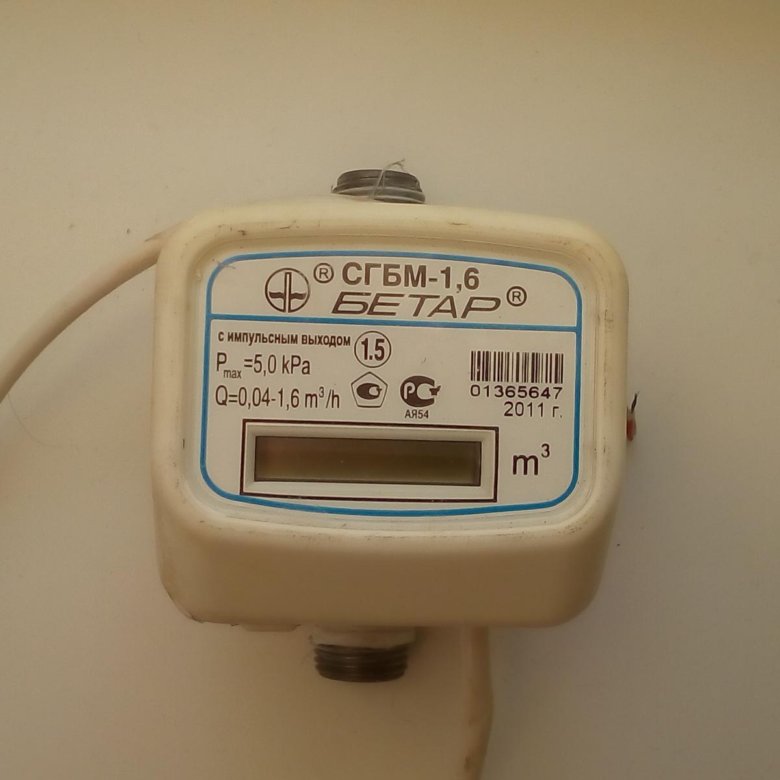 ® СГБМ-1,6
БЕТАР ®
с импульсным выходом 1.5
Pmax=5,0 kPa
Q=0,04-1,6 m³/h
РСТ
АЯ54
01365647
2011 г.
m³